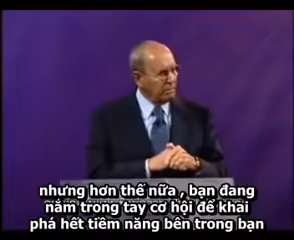 nhưng hơn thế nữa , bạn đang
nắm trong tay cơ hội để khai
phá hết tiềm năng bên trong bạn